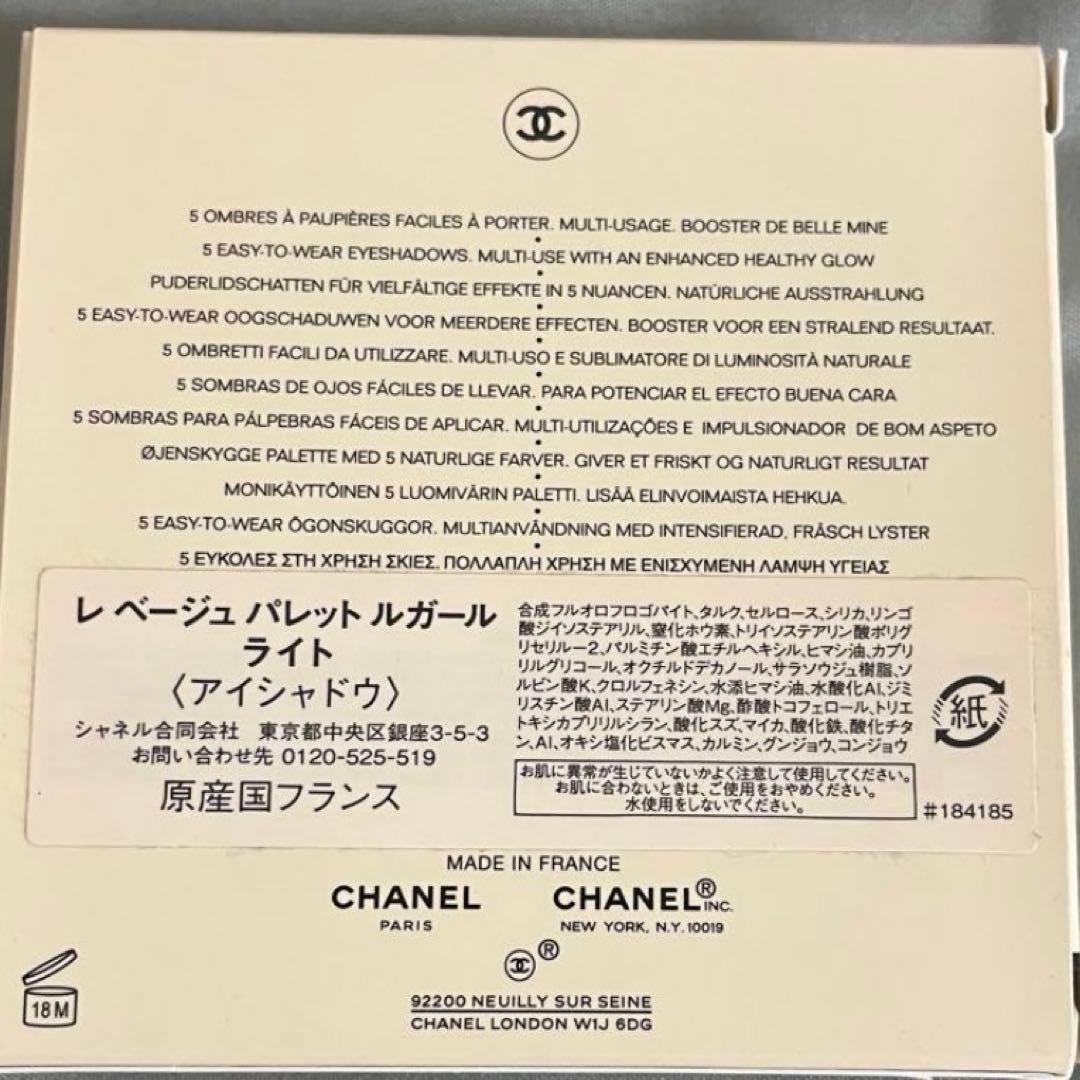 5 OMBRES À PAUPIÈRES FACILES À PORTER. MULTI-USAGE. BOOSTER DE BELLE MINE
5 EASY-TO-WEAR EYESHADOWS. MULTI-USE WITH AN ENHANCED HEALTHY GLOW
PUDERLIDSCHATTEN FÜR VIELFÄLTIGE EFFEKTE IN 5 NUANCEN. NATÜRLICHE AUSSTRAHLUNG
5 EASY-TO-WEAR OOGSCHADUWEN VOOR MEERDERE EFFECTEN. BOOSTER VOOR EEN STRALEND RESULTAAT.
5 OMBRETTI FACILI DA UTILIZZARE. MULTI-USO E SUBLIMATORE DI LUMINOSITÀ NATURALE
5 SOMBRAS DE OJOS FÁCILES DE LLEVAR. PARA POTENCIAR EL EFECTO BUENA CARA
5 SOMBRAS PARA PÁLPEBRAS FÁCEIS DE APLICAR. MULTI-UTILIZAÇÕES E IMPULSIONADOR DE BOM ASPETO
ØJENSKYGGE PALETTE MED 5 NATURLIGE FARVER. GIVER ET FRISKT OG NATURLIGT RESULTAT
MONIKÄYTTÖINEN 5 LUOMIVÄRIN PALETTI. LISÄÄ ELINVOIMAISTA HEHKUA.
5 EASY-TO-WEAR ÖGONSKUGGOR. MULTIANVÄNDNING MED INTENSIFIERAD, FRÄSCH LYSTER
5 ΕΥΚΟΛΕΣ ΣΤΗ ΧΡΗΣΗ ΣΚΙΕΣ. ΠΟΛΛΑΠΛΗ ΧΡΗΣΗ ΜΕ ΕΝΙΣΧΥΜΕΝΗ ΛΑΜΨΗ ΥΓΕΙΑΣ
レ ベージュ パレット ルガール
ライト
〈アイシャドウ〉
シャネル合同会社 東京都中央区銀座3-5-3
お問い合わせ先 0120-525-519
原産国フランス
合成フルオロフロゴパイト、タルク、セルロース、シリカ、リンゴ
酸ジイソステアリル、窒化ホウ素、トリイソステアリン酸ポリグ
リセリルー2、パルミチン酸エチルヘキシル、ヒマシ油、カプリ
リルグリコール、オクチルドデカノール、サラソウジュ樹脂、ソ
ルビン酸K、クロルフェネシン、水添ヒマシ油、水酸化Al、ジミ
リスチン酸Al、ステアリン酸Mg、酢酸トコフェロール、トリエ
トキシカプリリルシラン、酸化スズ、マイカ、酸化鉄、酸化チタ
ン、Al、オキシ塩化ビスマス、カルミン、グンジョウ、コンジョウ
紙
お肌に異常が生じていないかよく注意して使用してください。
お肌に合わないときは、ご使用をおやめください。
水使用をしないでください。
#184185
MADE IN FRANCE
CHANEL CHANEL® INC.
PARIS NEW YORK, N.Y. 10019
®
92200 NEUILLY SUR SEINE
CHANEL LONDON W1J 6DG
18 M